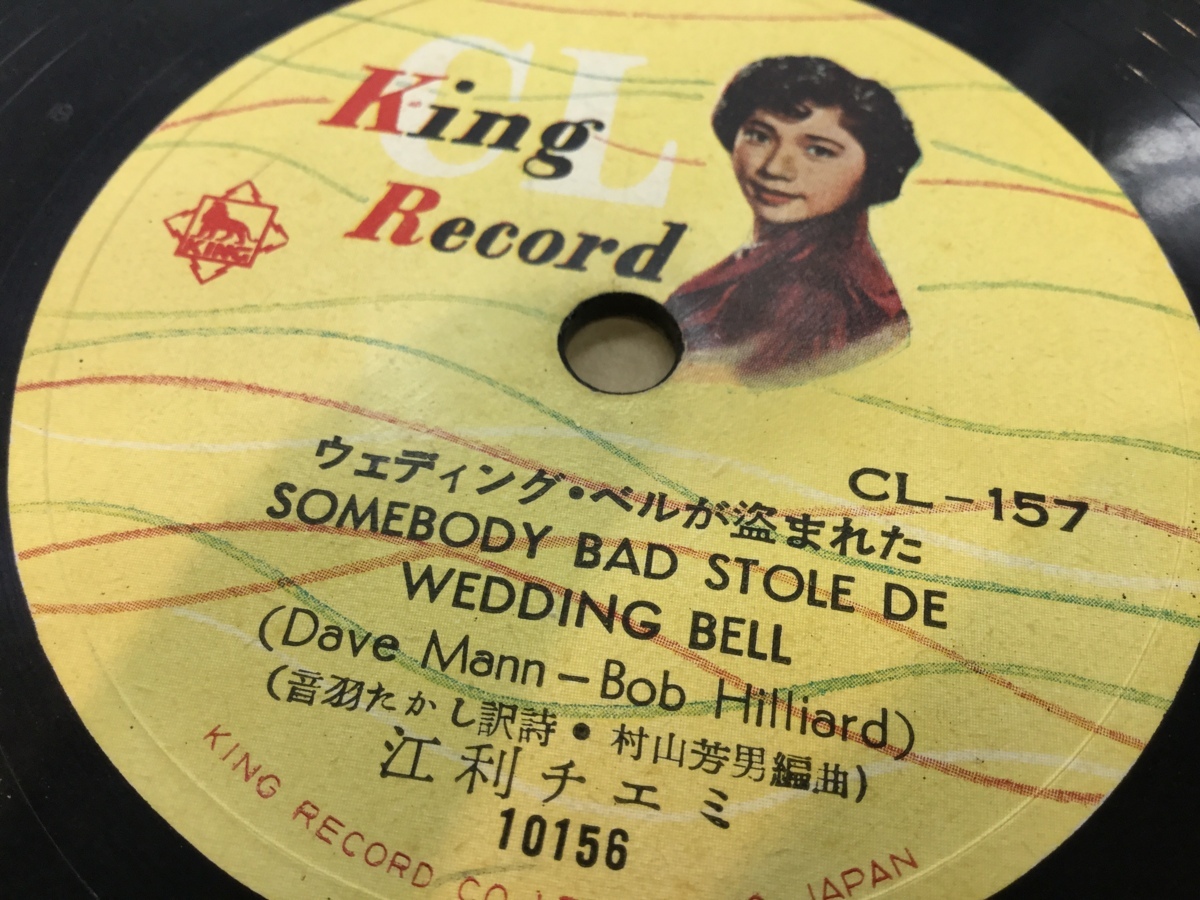 CL
King
Record
KING
CL-157
ウェディング・ベルが盗まれた
SOMEBODY BAD STOLE DE
WEDDING BELL
(Dave Mann－Bob Hilliard)
(音羽たかし訳詩・村山芳男編曲)
江利チエミ
10156
KING RECORD CO. JAPAN